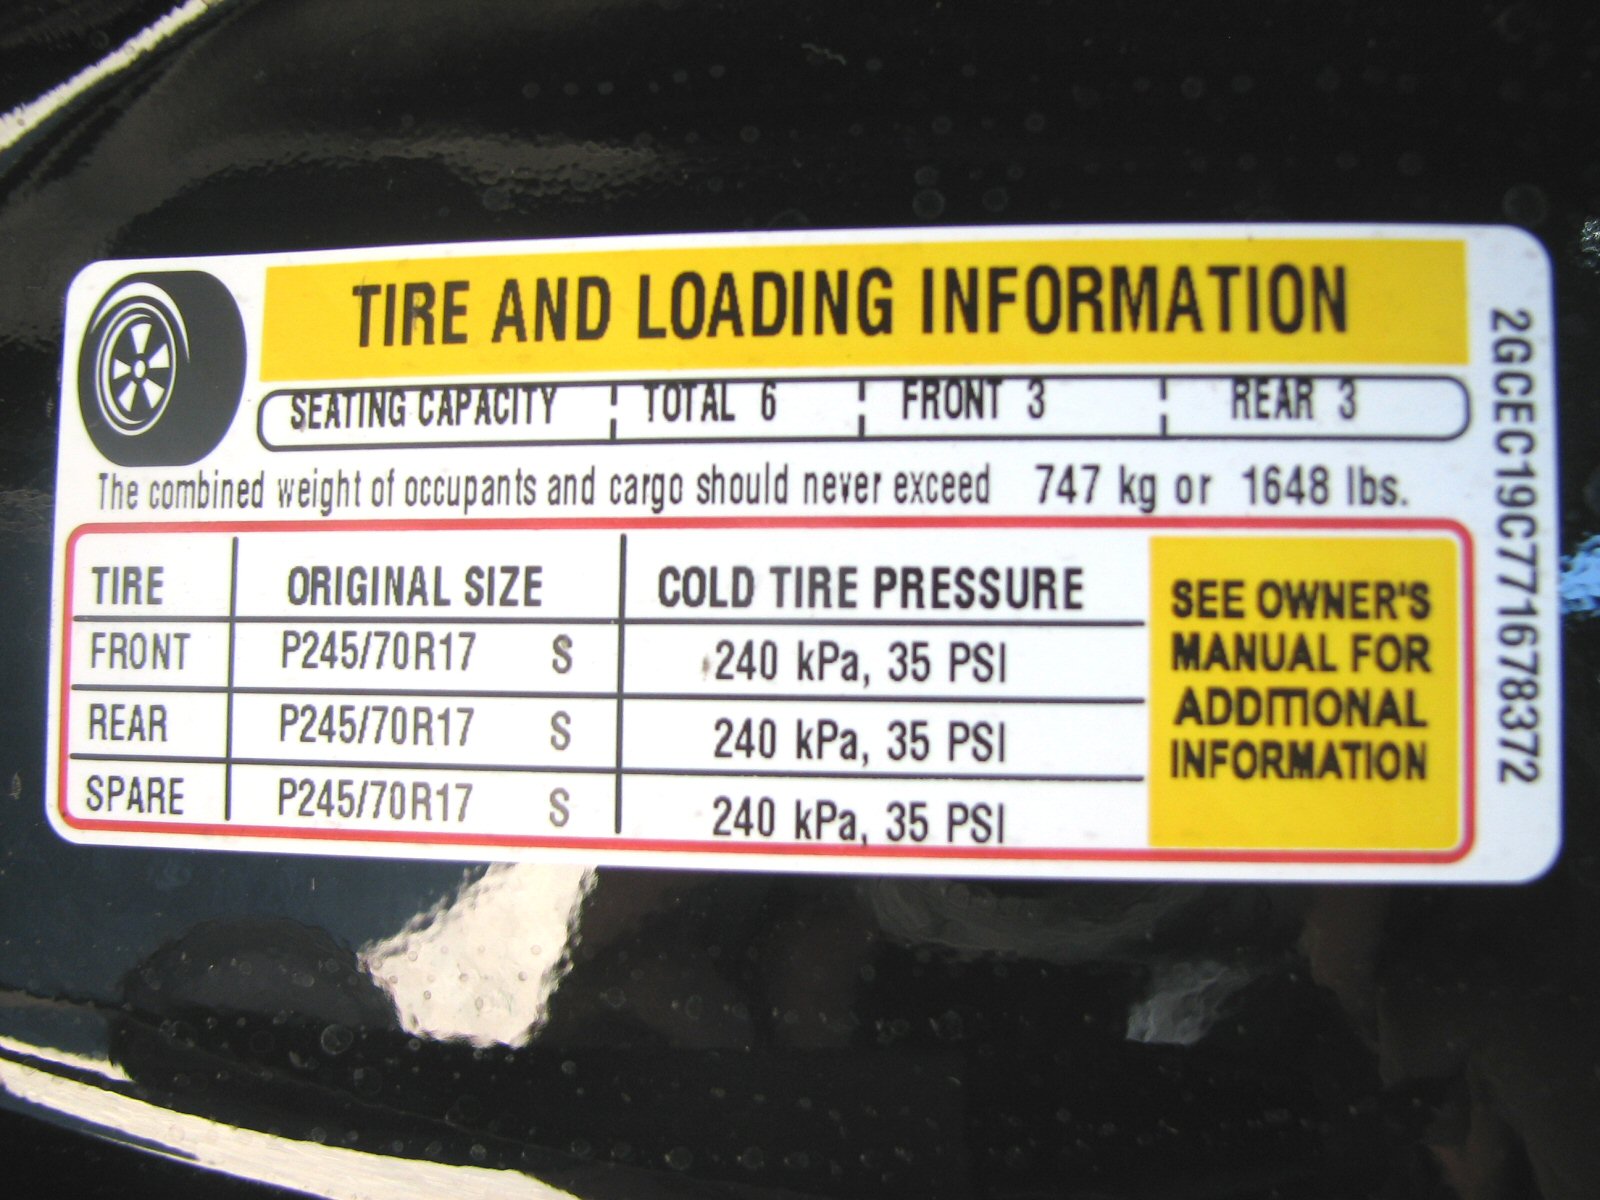 TIRE AND LOADING INFORMATION
SEATING CAPACITY TOTAL 6 FRONT 3 REAR 3
The combined weight of occupants and cargo should never exceed 747 kg or 1648 lbs.
TIRE ORIGINAL SIZE COLD TIRE PRESSURE
FRONT P245/70R17 S 240 kPa, 35 PSI
REAR P245/70R17 S 240 kPa, 35 PSI
SPARE P245/70R17 S 240 kPa, 35 PSI
SEE OWNER'S
MANUAL FOR
ADDITIONAL
INFORMATION
2GCEC19C771678372